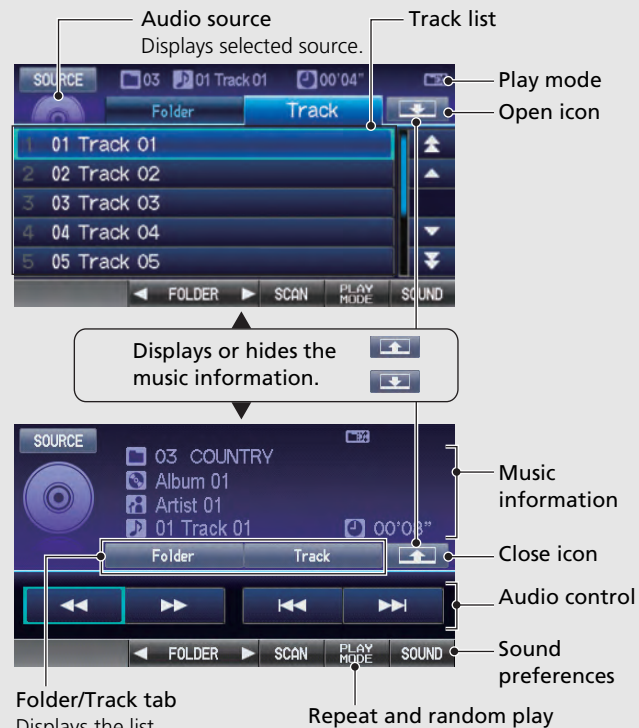 Audio source
Displays selected source.
Track list
SOURCE 03 01 Track 01 00'04"
Play mode
Folder Track
Open icon
1 01 Track 01
2 02 Track 02
3 03 Track 03
4 04 Track 04
5 05 Track 05
FOLDER SCAN PLAY MODE SOUND
Displays or hides the
music information.
SOURCE
03 COUNTRY
Album 01
Artist 01
01 Track 01
Music
information
Folder Track
Close icon
Audio control
FOLDER SCAN PLAY MODE SOUND
Sound
preferences
Folder/Track tab
Displays the list
Repeat and random play